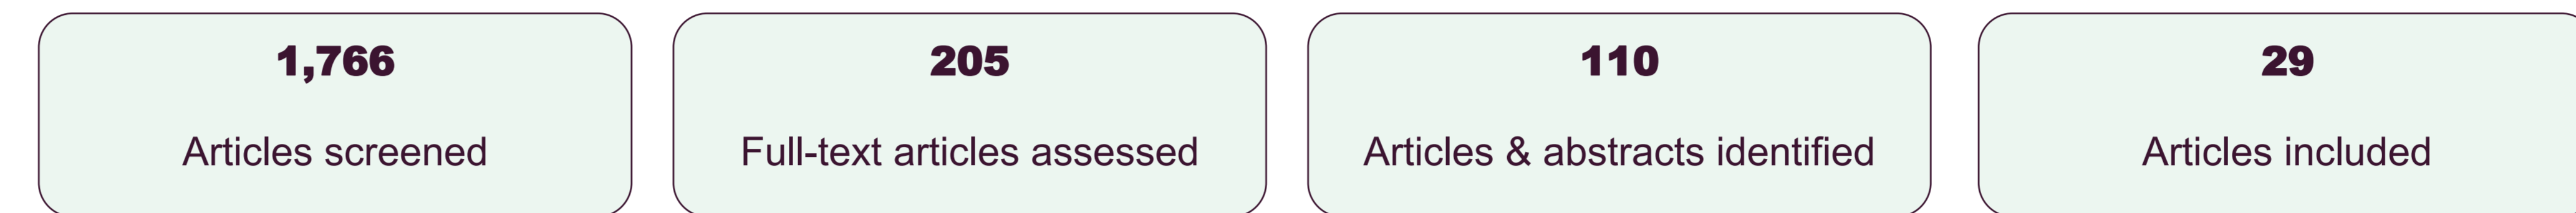 1,766
Articles screened
205
Full-text articles assessed
110
Articles & abstracts identified
29
Articles included